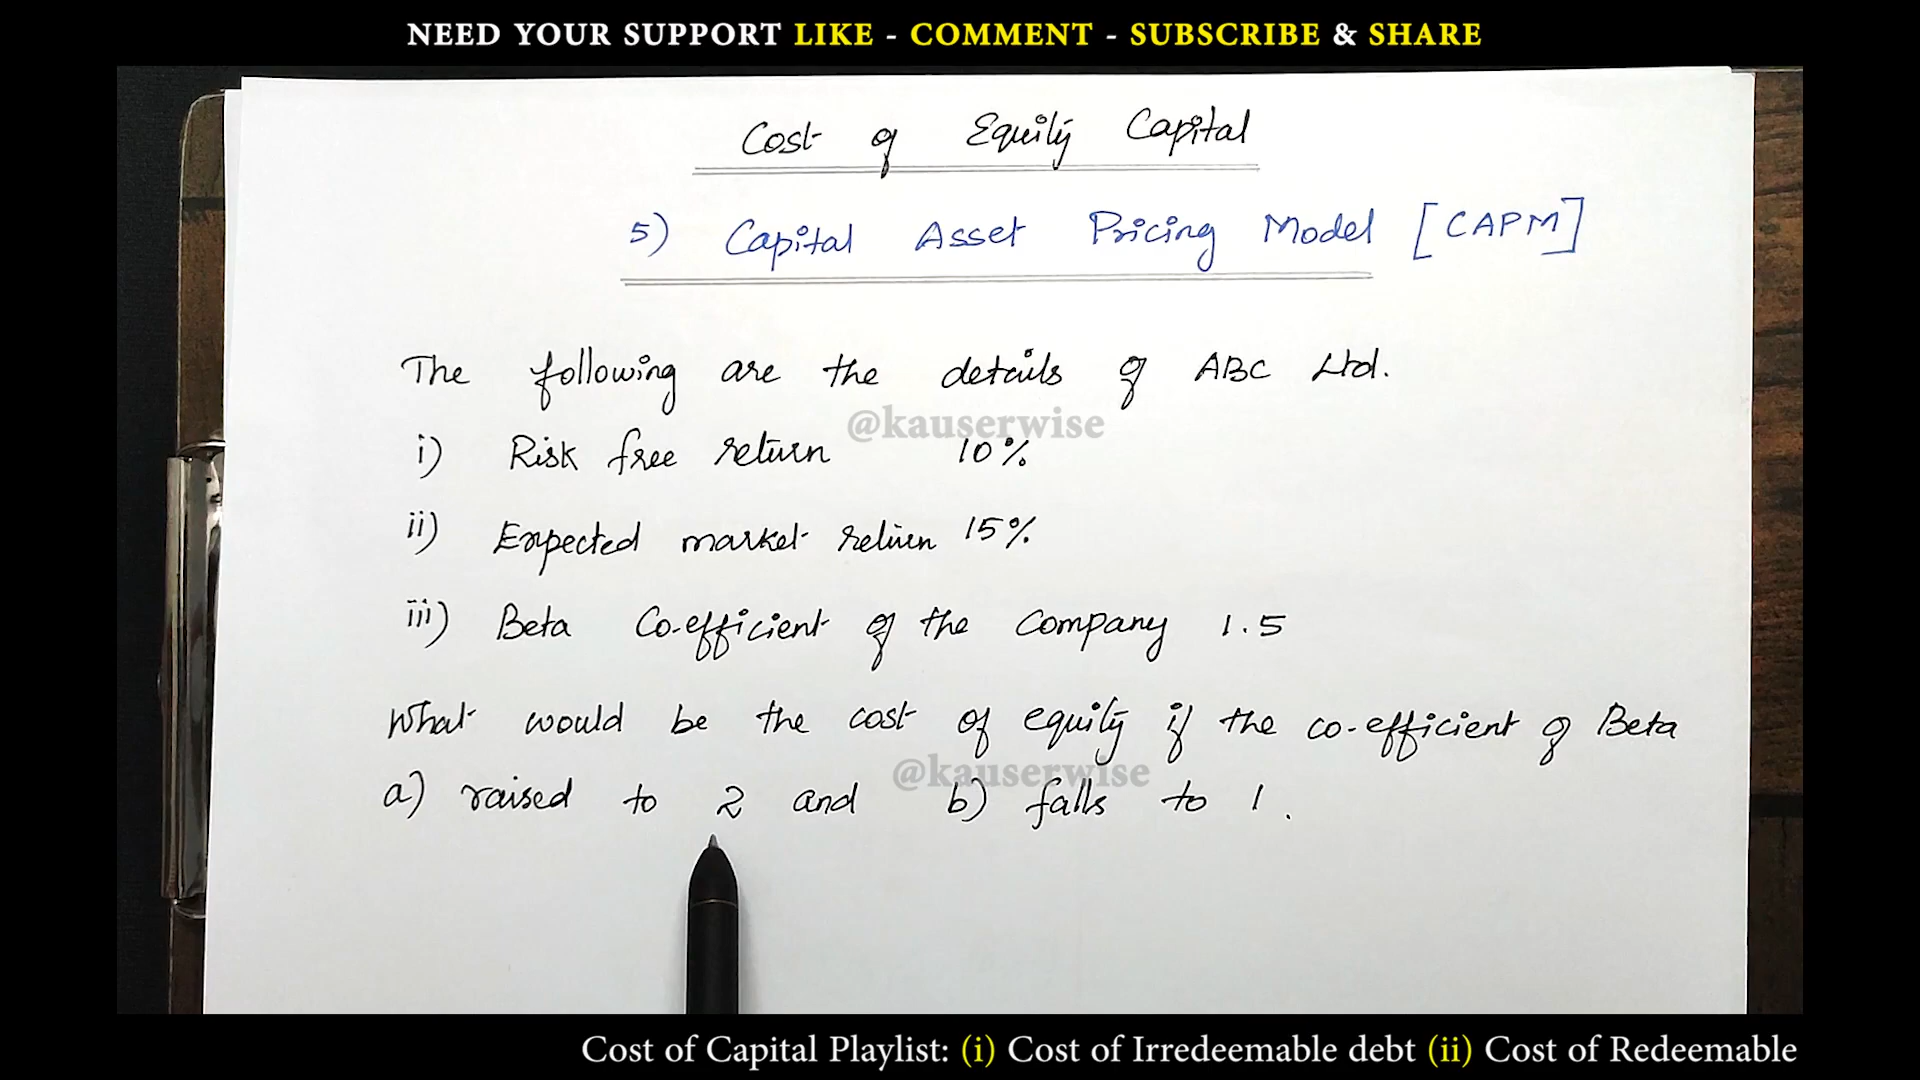 NEED YOUR SUPPORT LIKE - COMMENT - SUBSCRIBE & SHARE
Cost of Equity Capital
5) Capital Asset Pricing Model [CAPM]
The following are the details of ABC Ltd.
@kauserwise
i) Risk free return 10%
ii) Expected market return 15%
iii) Beta Co-efficient of the Company 1.5
What would be the cost of equity if the co-efficient of Beta
@kauserwise
a) raised to 2 and b) falls to 1.
Cost of Capital Playlist: (i) Cost of Irredeemable debt (ii) Cost of Redeemable